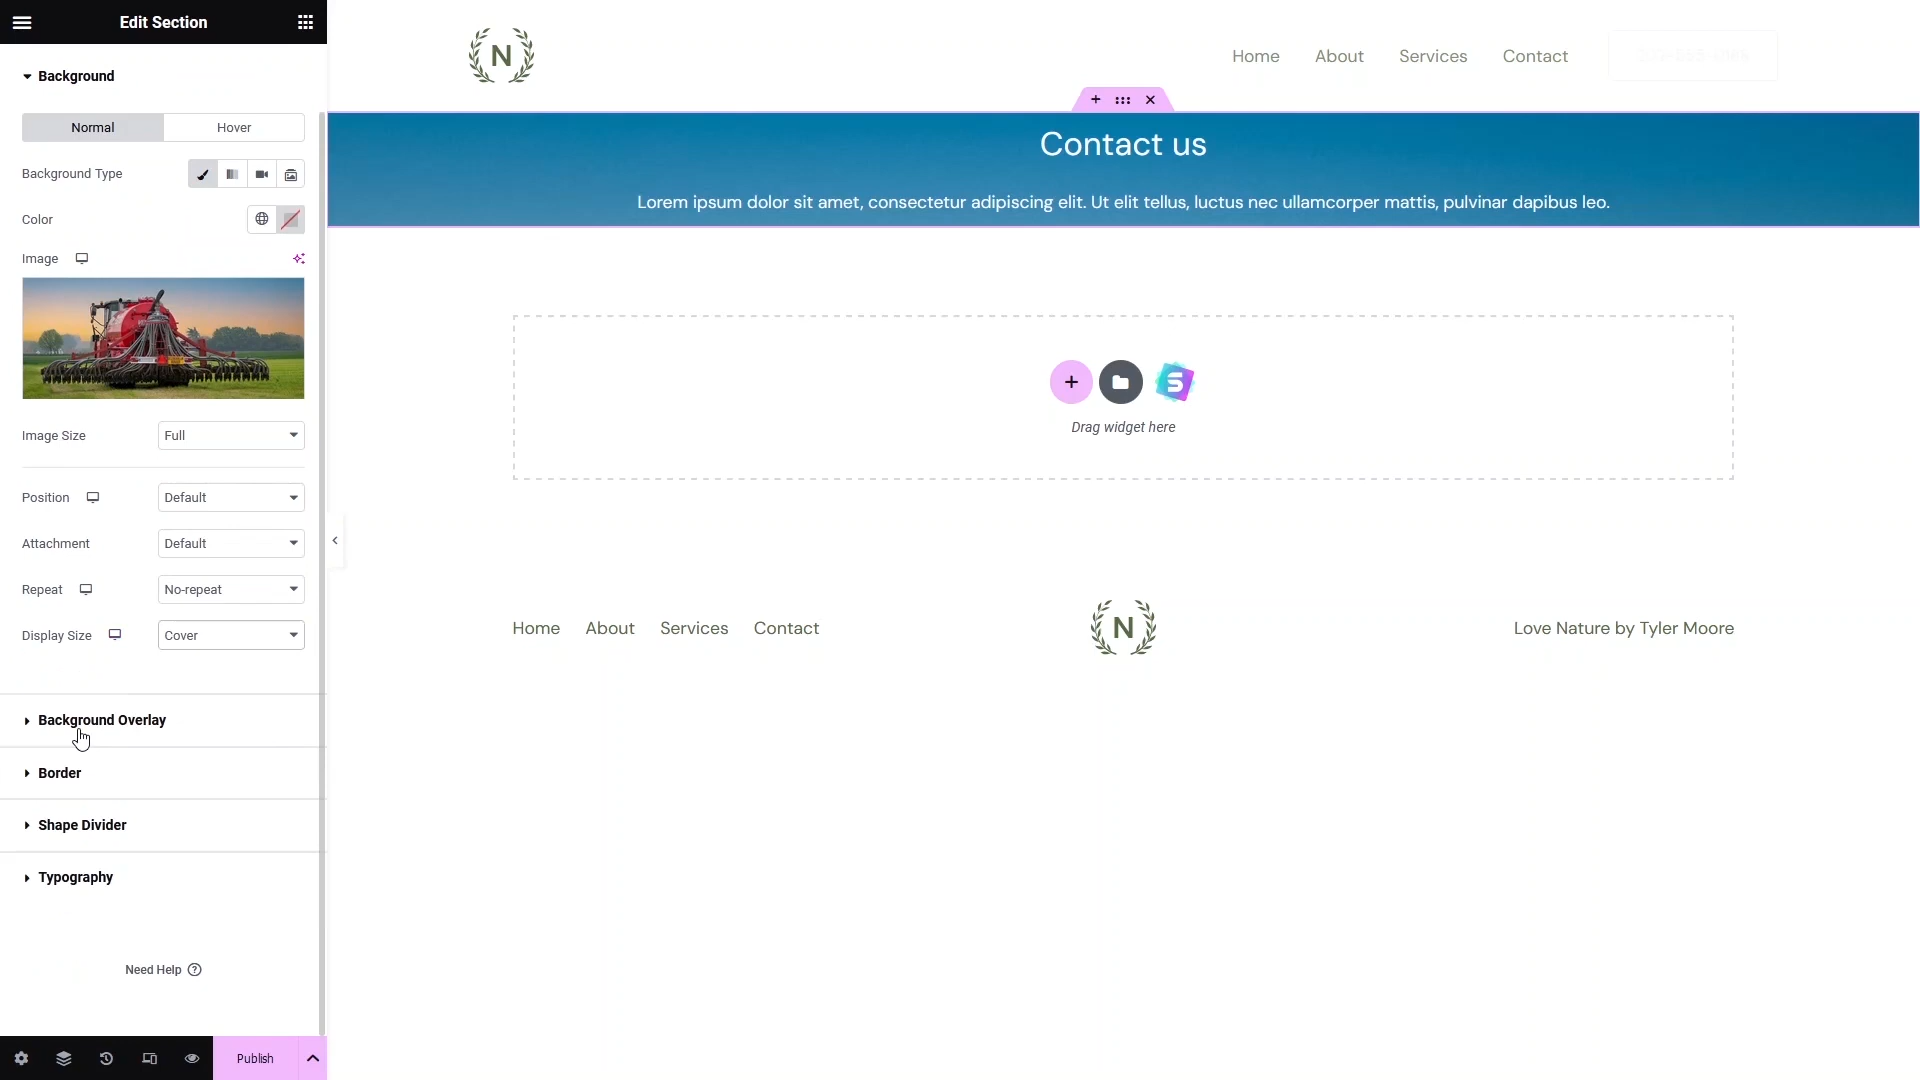 Edit Section
Background
Normal
Hover
Background Type
Color
Image
Image Size
Full
Position
Default
Attachment
Default
Repeat
No-repeat
Display Size
Cover
Background Overlay
Border
Shape Divider
Typography
Need Help
Publish
N
Home
About
Services
Contact
Contact us
Lorem ipsum dolor sit amet, consectetur adipiscing elit. Ut elit tellus, luctus nec ullamcorper mattis, pulvinar dapibus leo.
S
Drag widget here
Home
About
Services
Contact
N
Love Nature by Tyler Moore